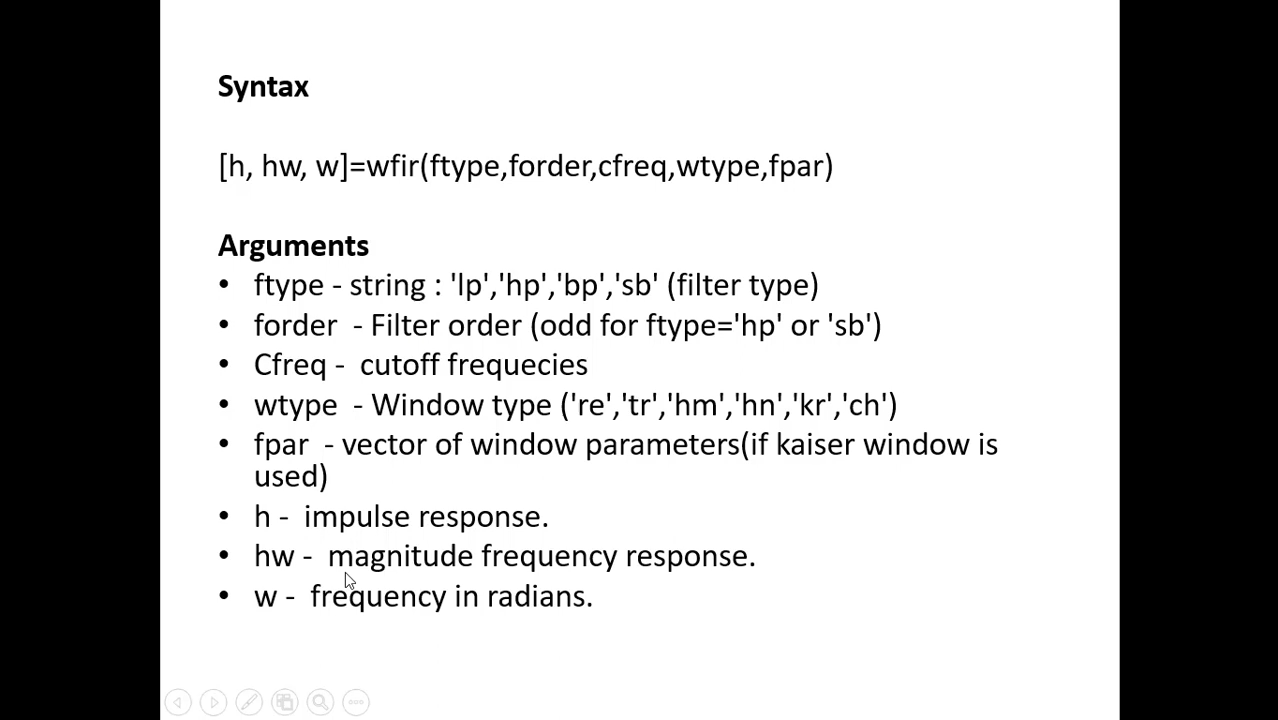 Syntax
[h, hw, w]=wfir(ftype,forder,cfreq,wtype,fpar)
Arguments
• ftype - string : 'lp','hp','bp','sb' (filter type)
• forder - Filter order (odd for ftype='hp' or 'sb')
• Cfreq - cutoff frequecies
• wtype - Window type ('re','tr','hm','hn','kr','ch')
• fpar - vector of window parameters(if kaiser window is
used)
• h - impulse response.
• hw - magnitude frequency response.
• w - frequency in radians.